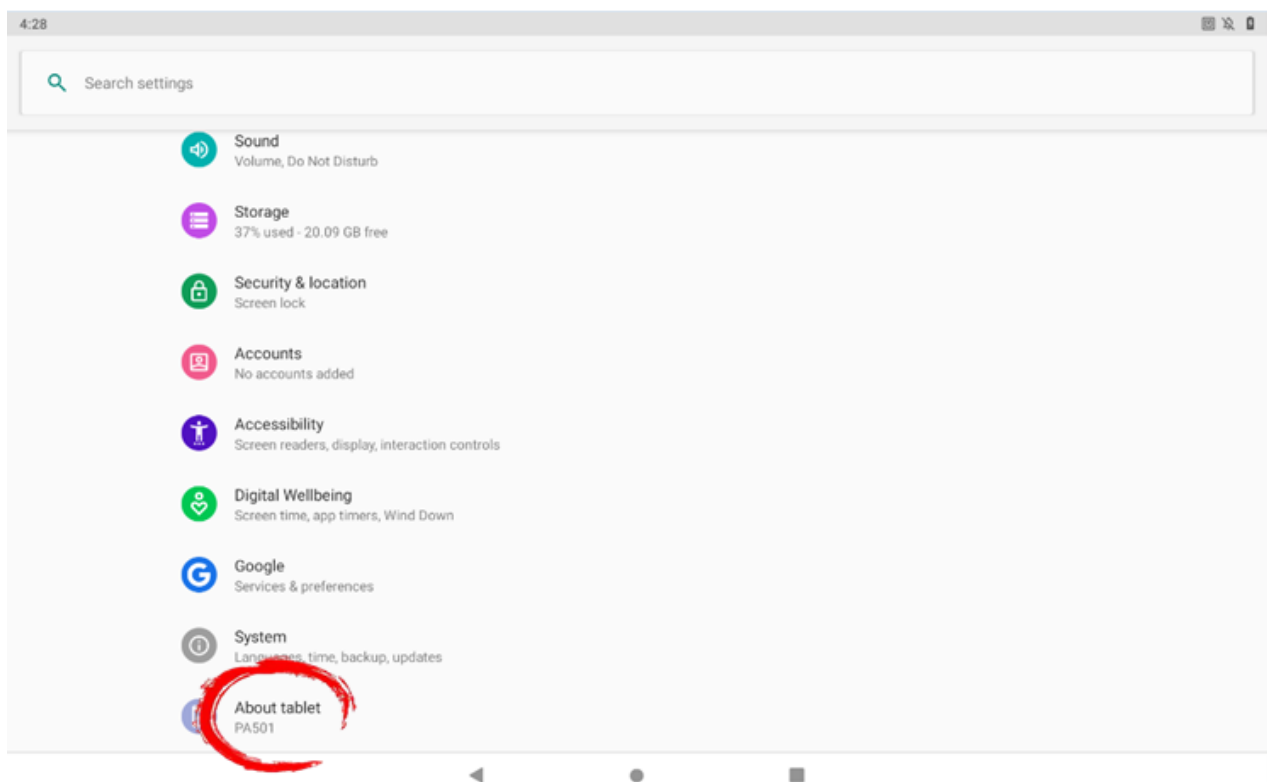 4:28
Search settings
Sound
Volume, Do Not Disturb
Storage
37% used - 20.09 GB free
Security & location
Screen lock
Accounts
No accounts added
Accessibility
Screen readers, display, interaction controls
Digital Wellbeing
Screen time, app timers, Wind Down
Google
Services & preferences
System
Languages, time, backup, updates
About tablet
PA501